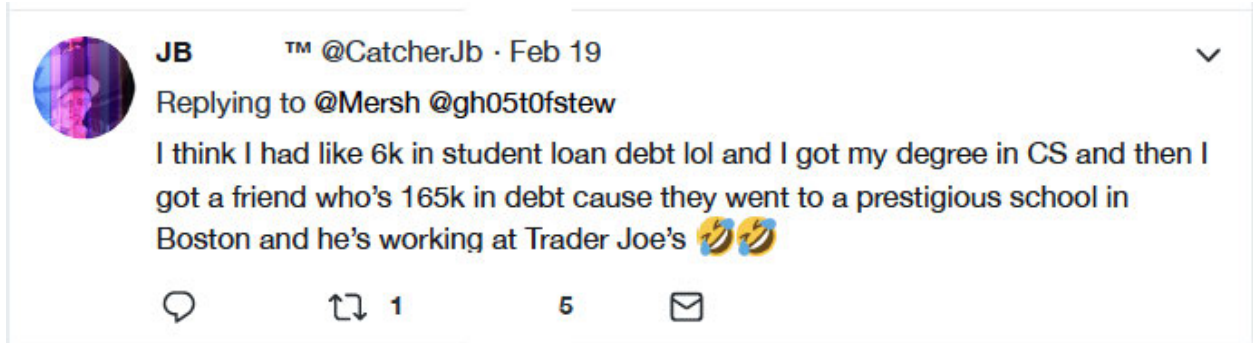 JB ™ @CatcherJb · Feb 19
Replying to @Mersh @gh05t0fstew
I think I had like 6k in student loan debt lol and I got my degree in CS and then I
got a friend who's 165k in debt cause they went to a prestigious school in
Boston and he's working at Trader Joe's 🤣🤣
1 5